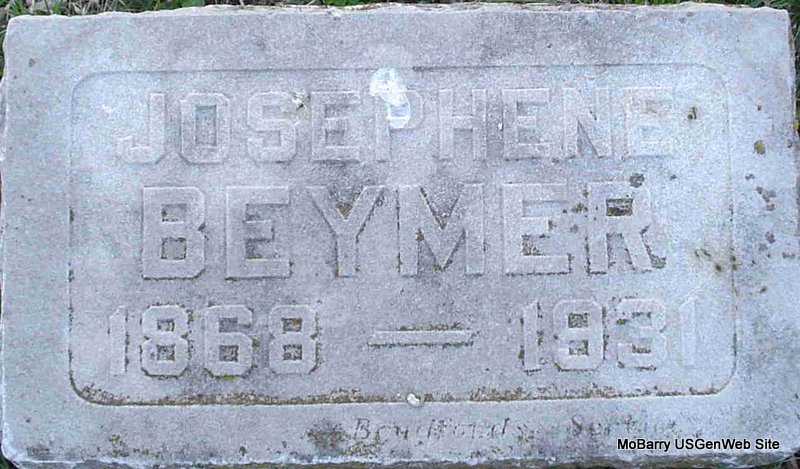 JOSEPHENE
BEYMER
1868 — 1931
MoBarry USGenWeb Site